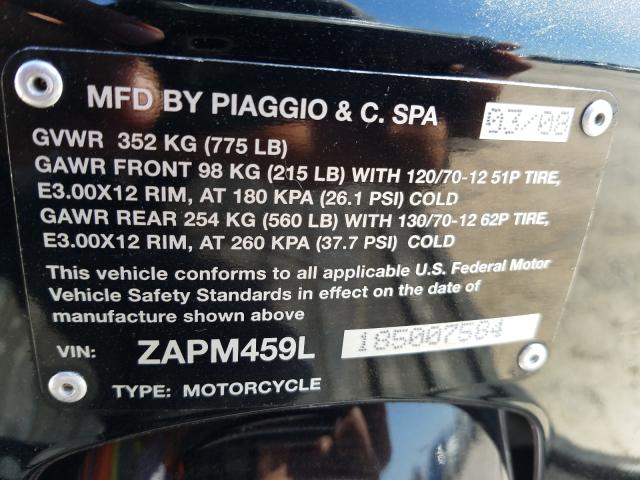 MFD BY PIAGGIO & C. SPA 03/08
GVWR 352 KG (775 LB)
GAWR FRONT 98 KG (215 LB) WITH 120/70-12 51P TIRE,
E3.00X12 RIM, AT 180 KPA (26.1 PSI) COLD
GAWR REAR 254 KG (560 LB) WITH 130/70-12 62P TIRE,
E3.00X12 RIM, AT 260 KPA (37.7 PSI) COLD
This vehicle conforms to all applicable U.S. Federal Motor
Vehicle Safety Standards in effect on the date of
manufacture shown above
VIN: ZAPM459L 185007584
TYPE: MOTORCYCLE